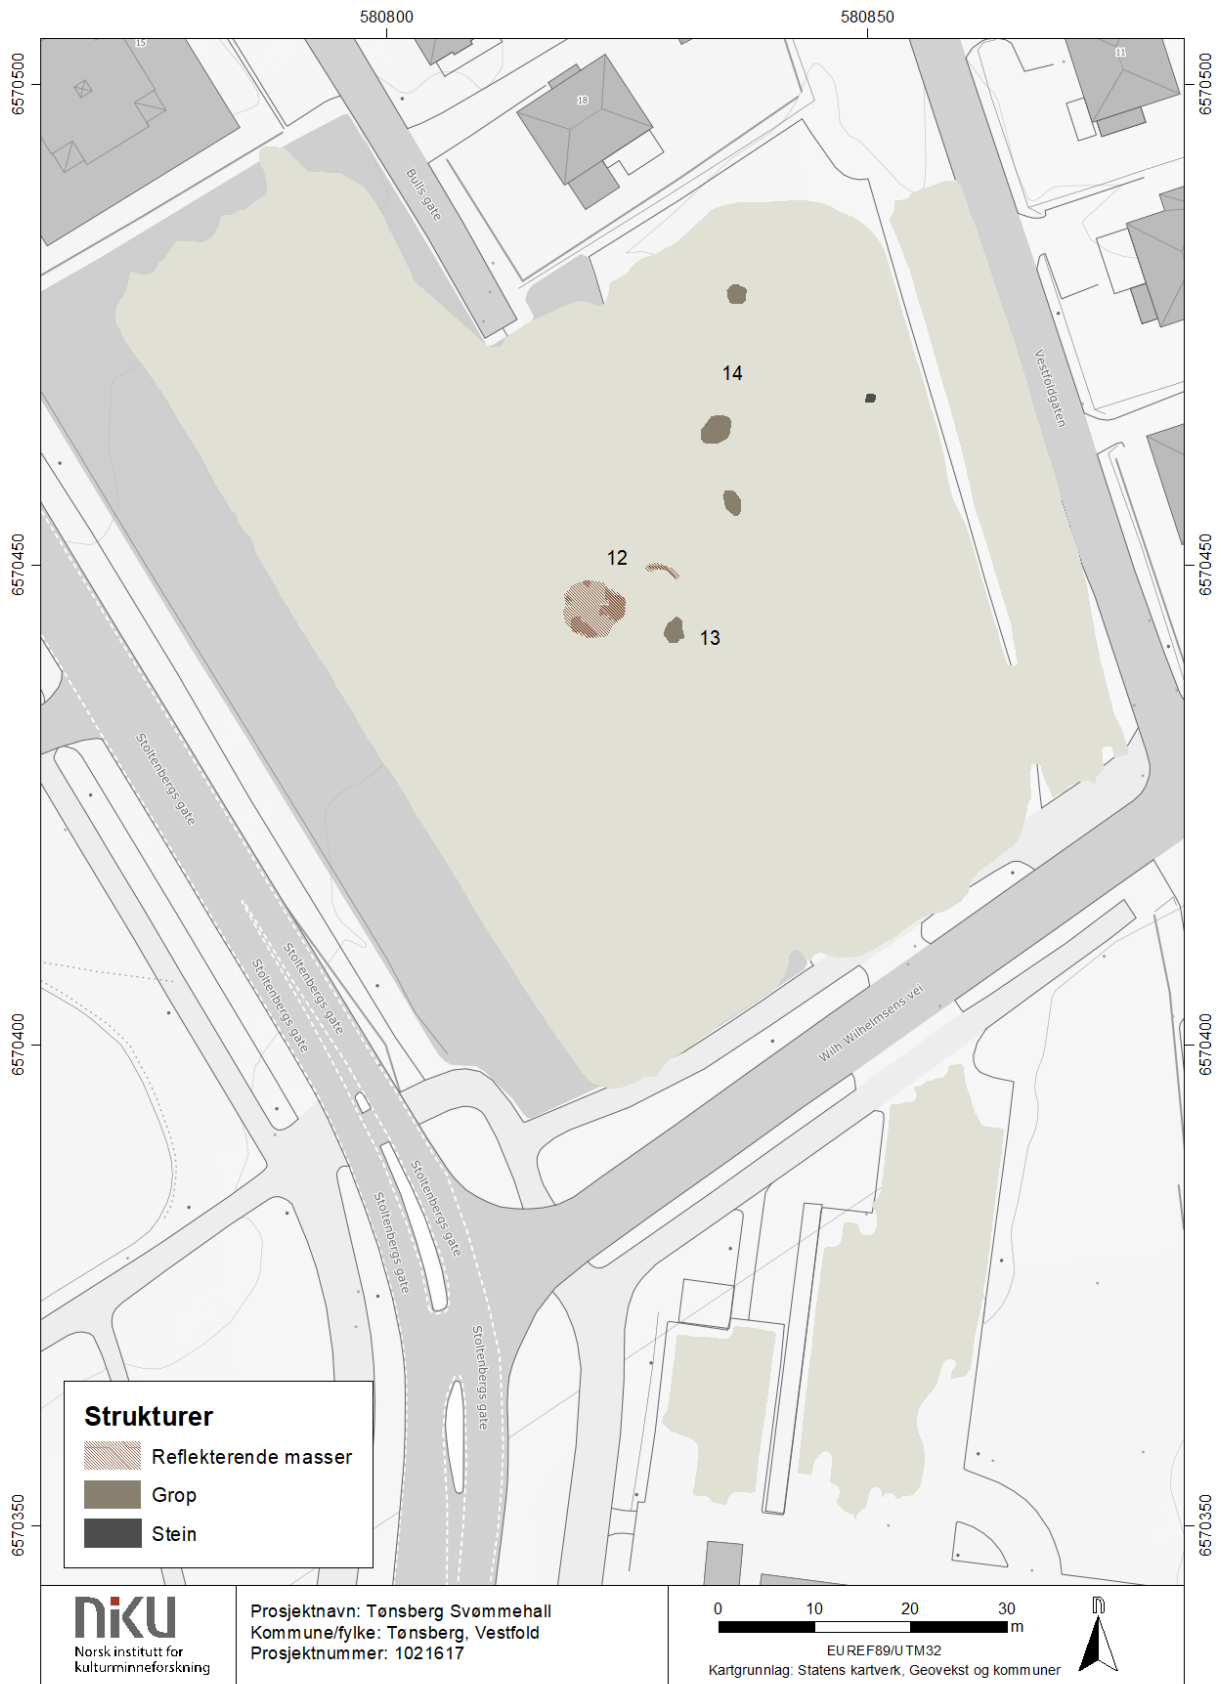 580800
580850
6570500
6570500
15
18
11
Bulls gate
Vestfoldgaten
14
12
13
6570450
6570450
Stoltenbergs gate
Stoltenbergs gate
Stoltenbergs gate
Wilh Wilhelmsens vei
6570400
6570400
Stoltenbergs gate
Stoltenbergs gate
Stoltenbergs gate
6570350
6570350
Strukturer
Reflekterende masser
Grop
Stein
niku
Norsk institutt for
kulturminneforskning
Prosjektnavn: Tønsberg Svømmehall
Kommune/fylke: Tønsberg, Vestfold
Prosjektnummer: 1021617
0 10 20 30
m
EUREF89/UTM32
Kartgrunnlag: Statens kartverk, Geovekst og kommuner
n